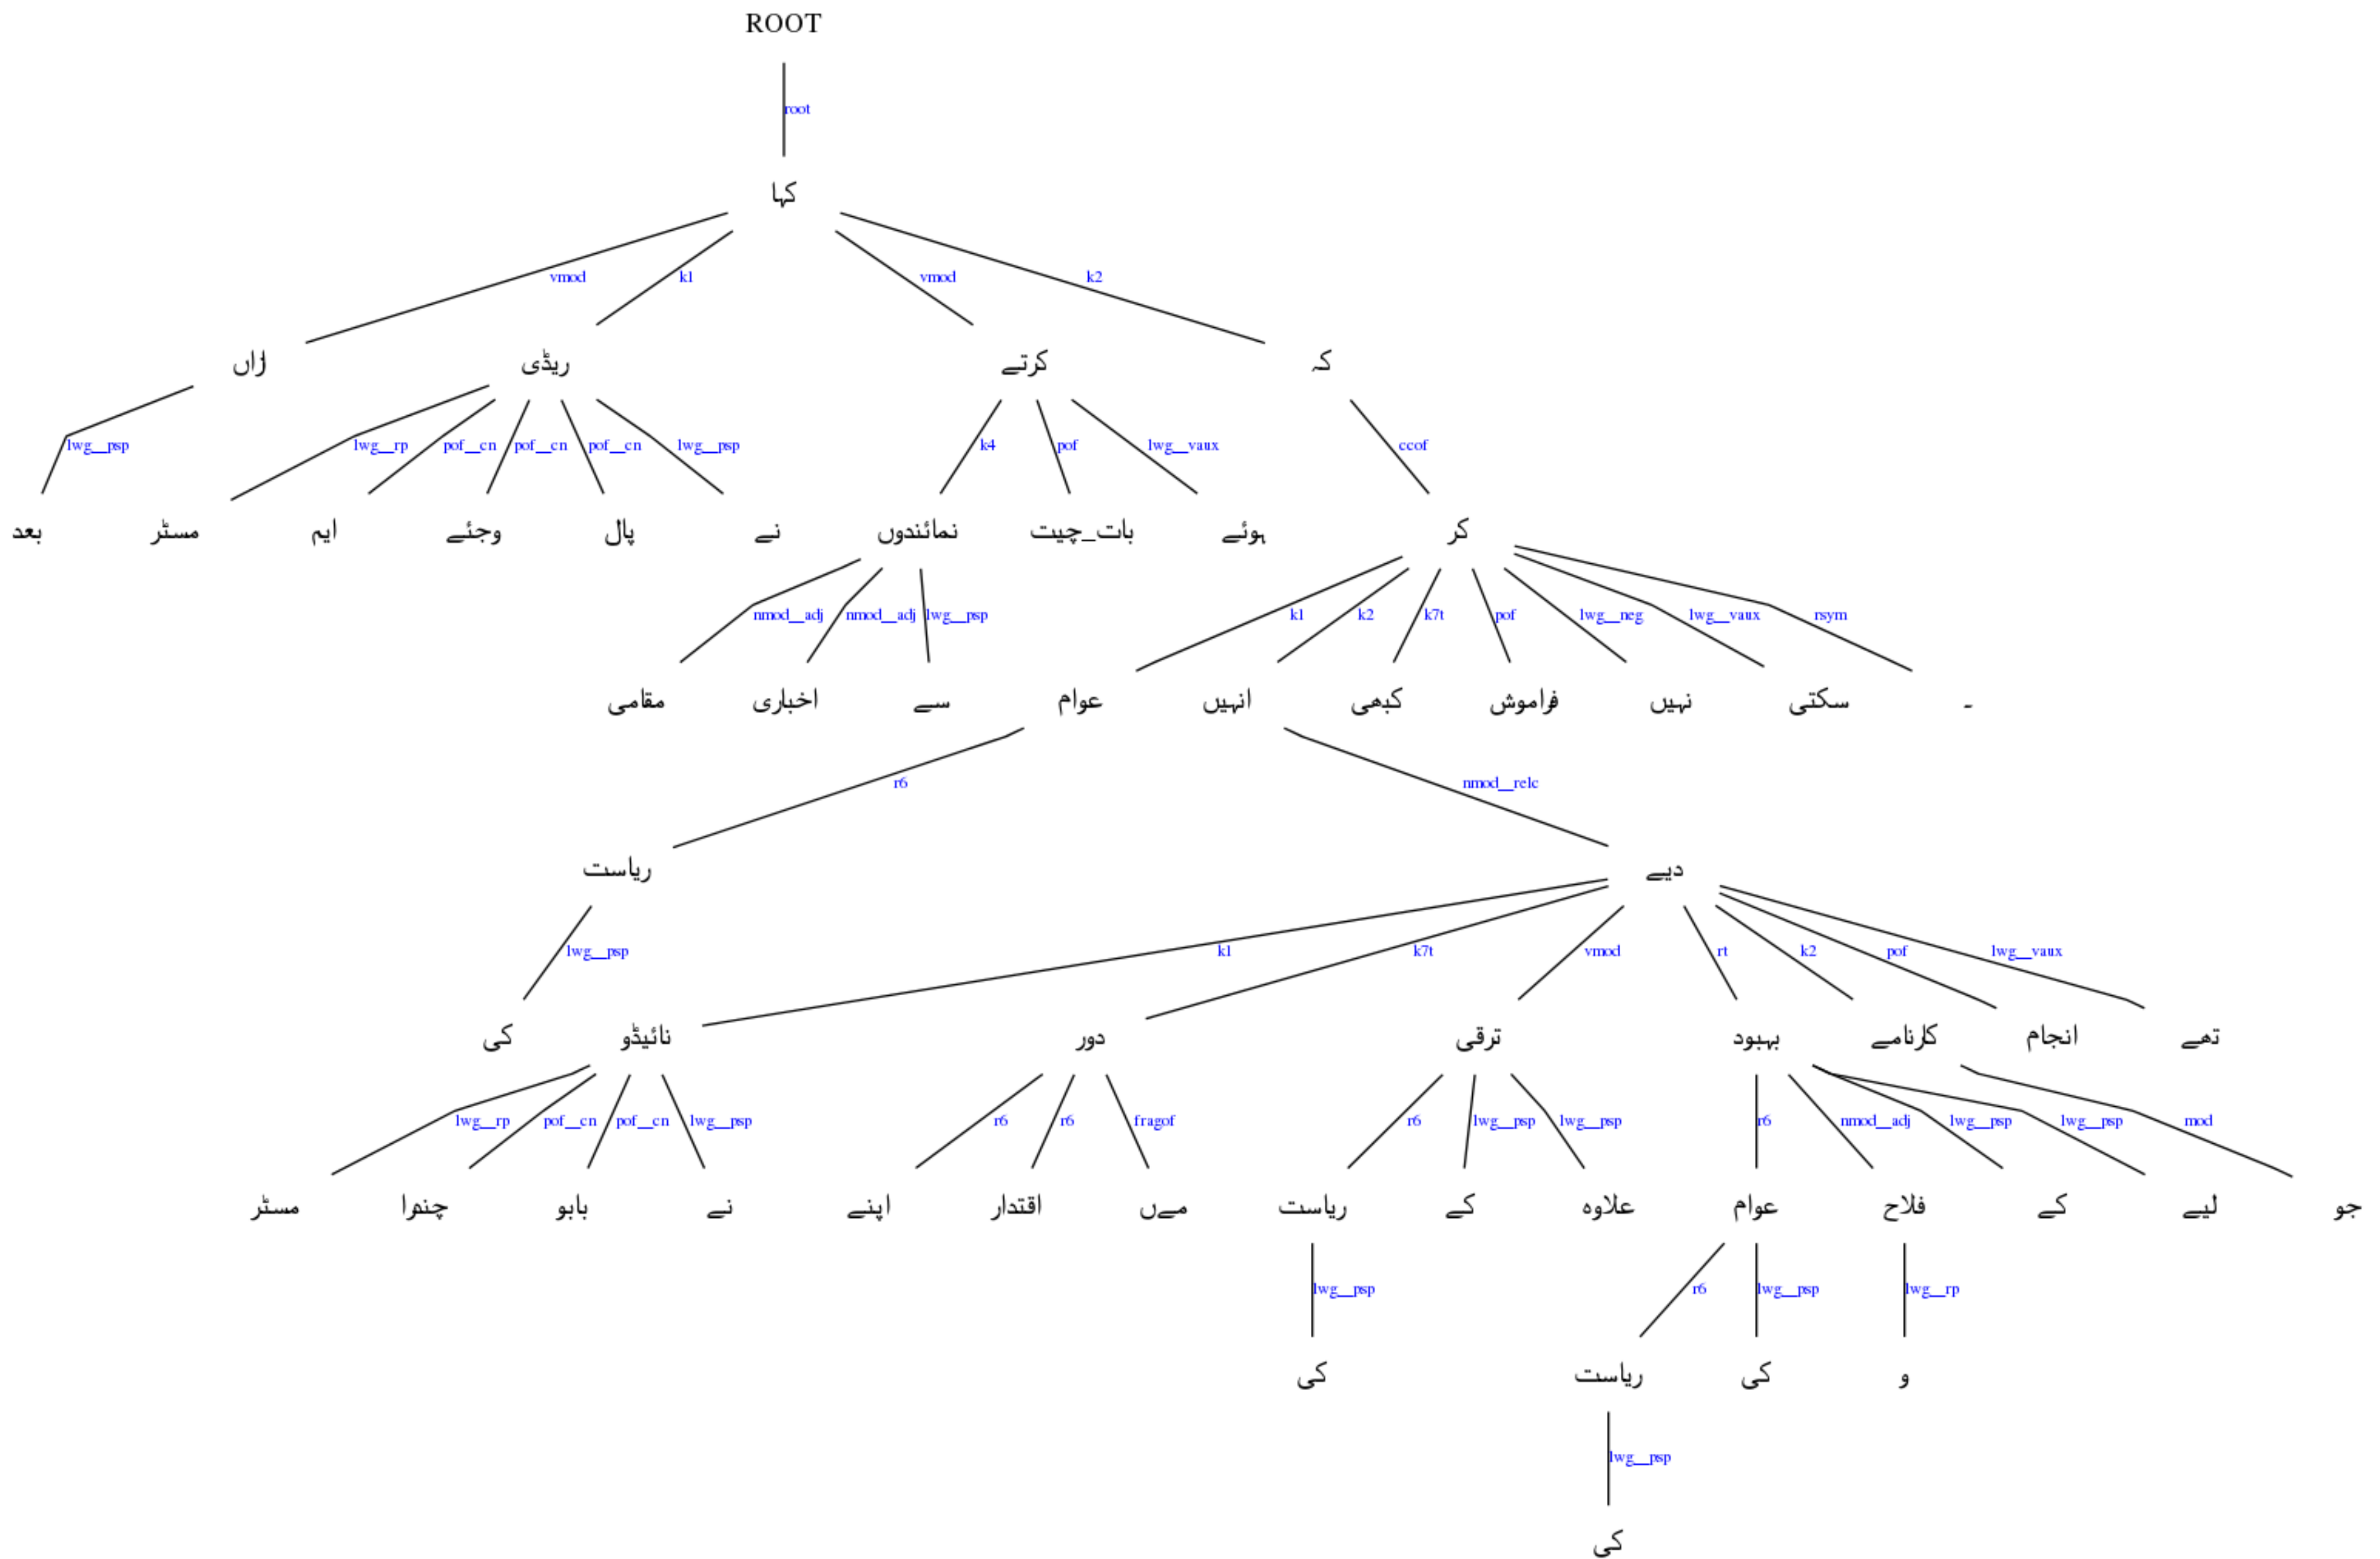 ROOT
root
کہا
vmod k1 vmod k2
ازاں ریڈی کرتے کہ
lwg__psp lwg__rp pof__cn pof__cn pof__cn lwg__psp k4 pof lwg__vaux ccof
بعد مسٹر ایم وجئے پال نے نمائندوں بات_چیت ہوئے کر
nmod__adj nmod__adj lwg__psp k1 k2 k7t pof lwg__neg lwg__vaux rsym
مقامی اخباری سے عوام انہیں کبھی فراموش نہیں سکتی ۔
r6 nmod__relc
ریاست دیے
lwg__psp k1 k7t vmod rt k2 pof lwg__vaux
کی نائیڈو دور ترقی بہبود کارنامے انجام تھے
lwg__rp pof__cn pof__cn lwg__psp r6 r6 fragof r6 lwg__psp lwg__psp r6 nmod__adj lwg__psp lwg__psp mod
مسٹر بابو نے اپنے اقتدار مےں ریاست کے علاوہ عوام فلاح کے لیے جو
lwg__psp r6 lwg__psp lwg__rp
کی ریاست کی و
lwg__psp
کی